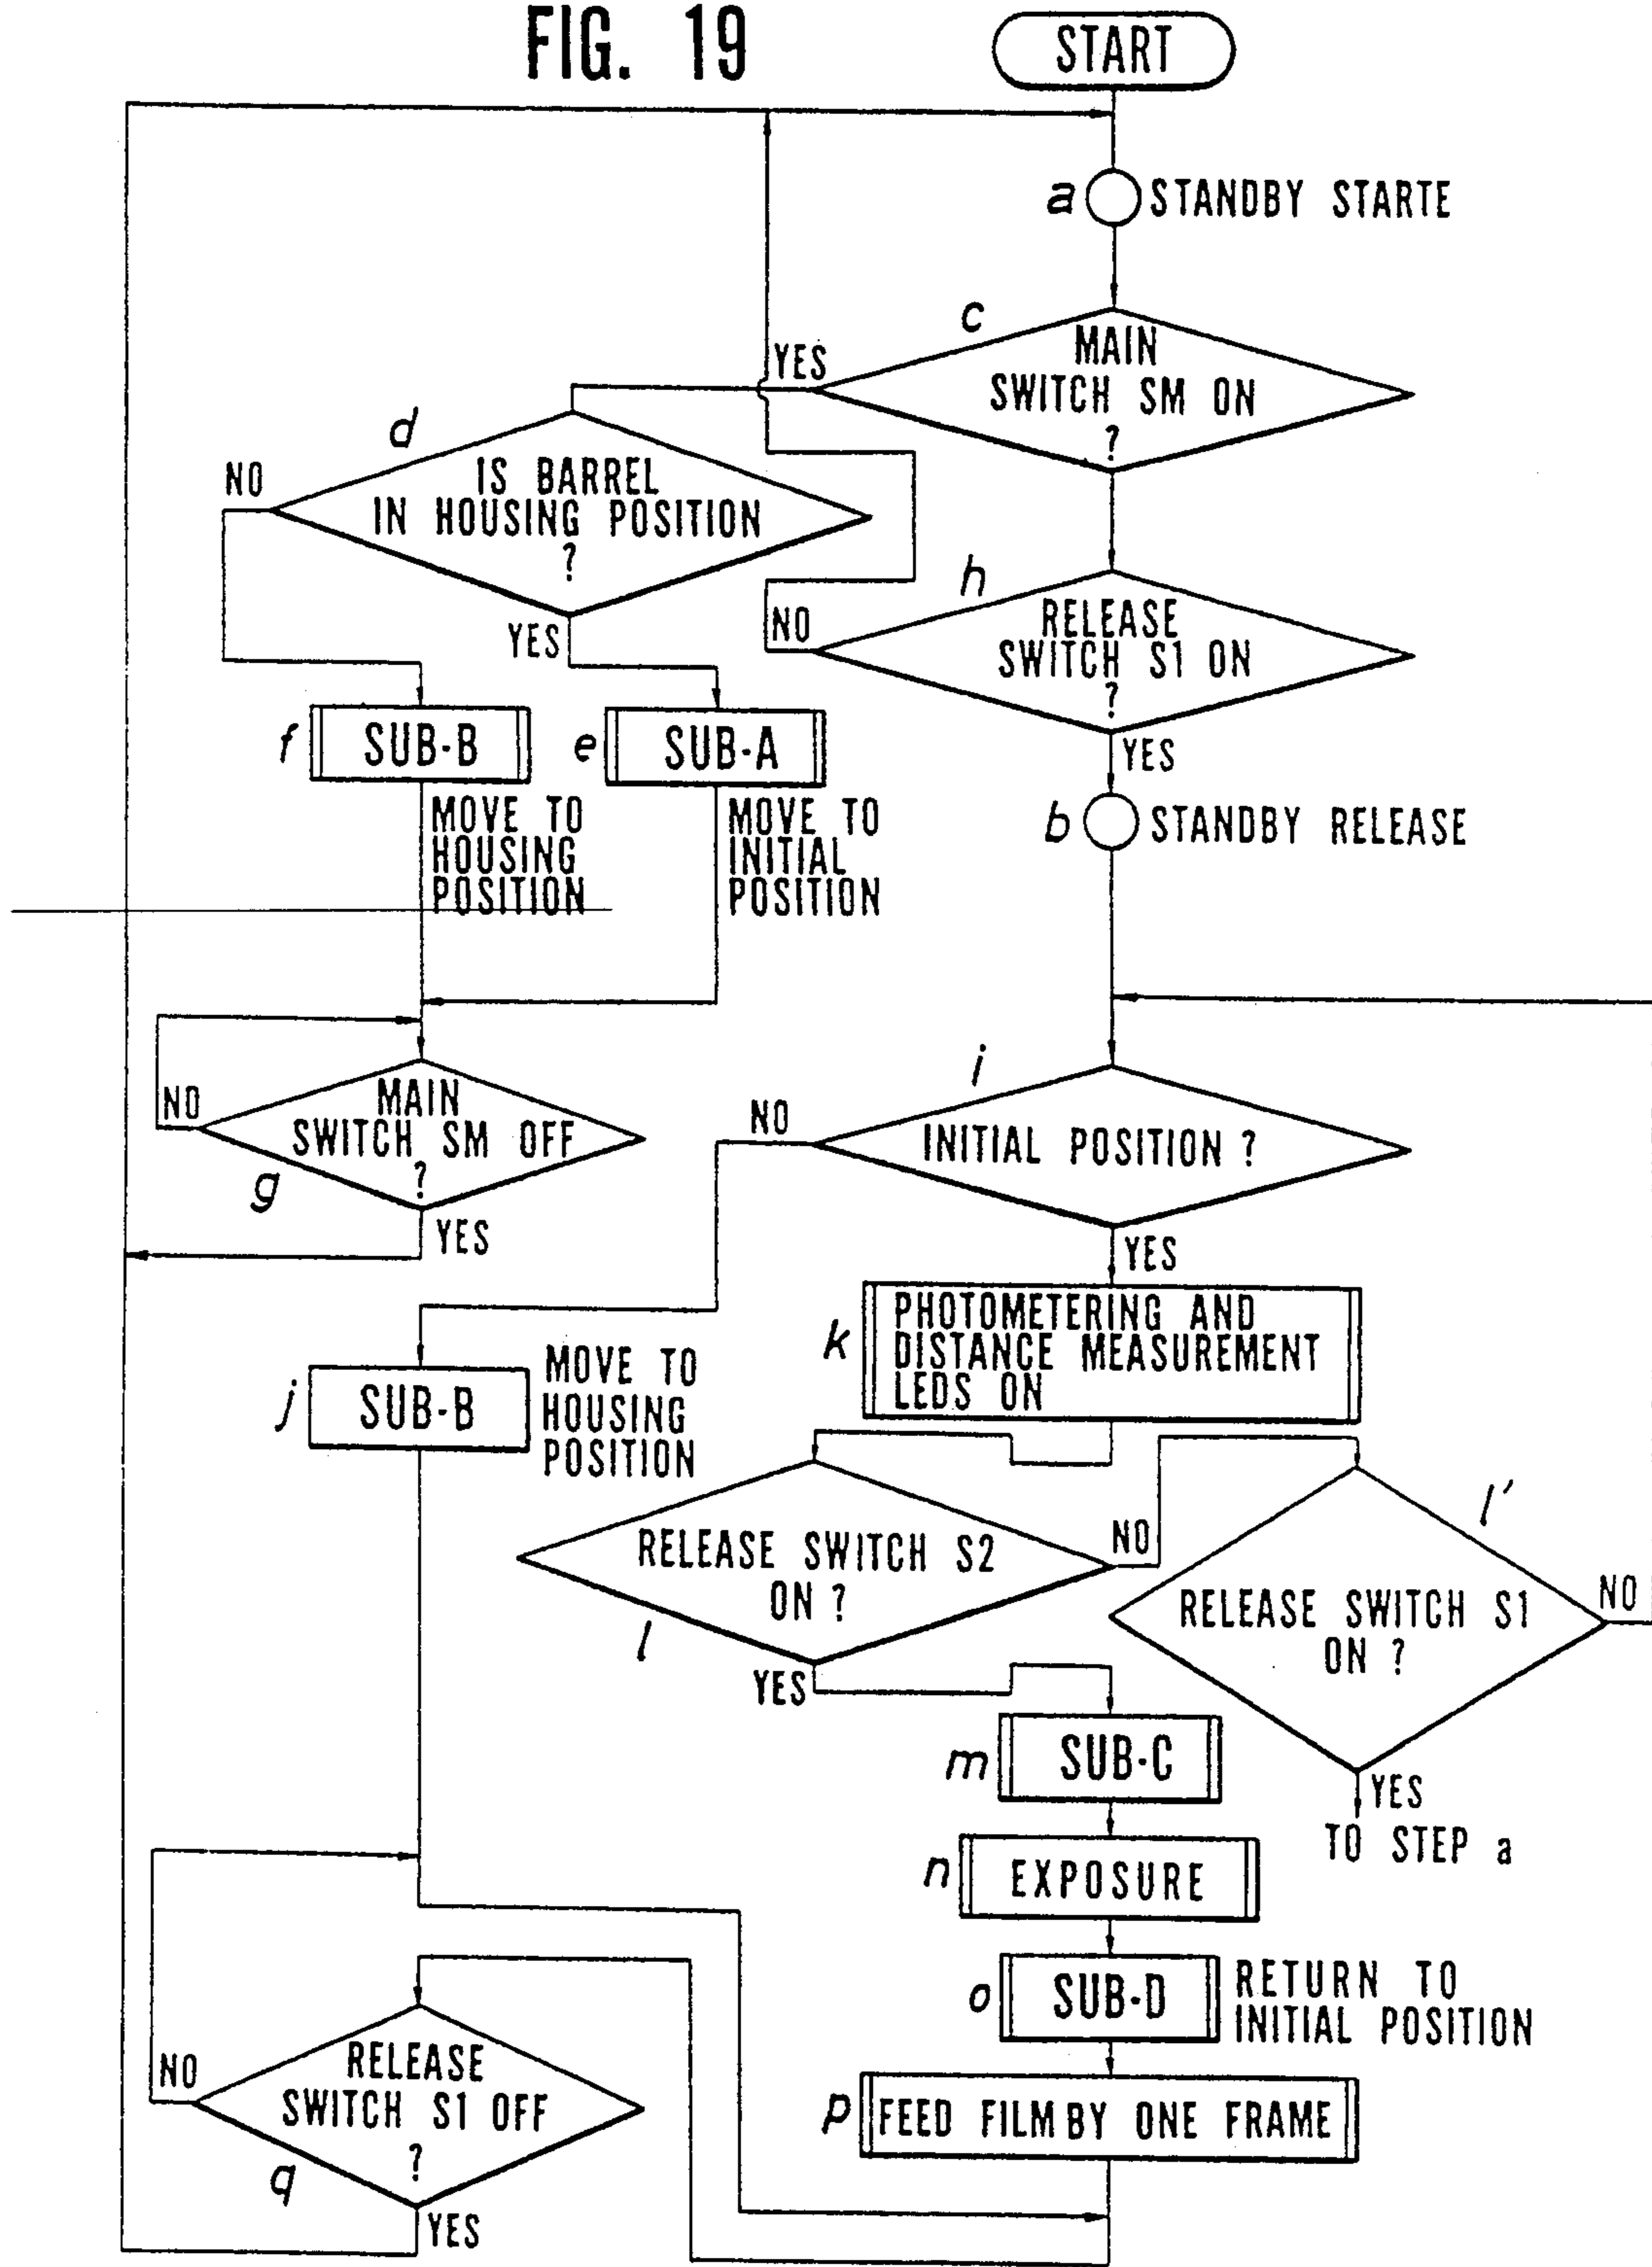 FIG. 19
START
a
STANDBY STARTE
c
MAIN
SWITCH SM ON
?
YES
d
IS BARREL
IN HOUSING POSITION
?
NO
YES
h
RELEASE
SWITCH S1 ON
?
NO
YES
f
SUB-B
e
SUB-A
MOVE TO
HOUSING
POSITION
MOVE TO
INITIAL
POSITION
b
STANDBY RELEASE
NO
MAIN
SWITCH SM OFF
?
g
YES
i
NO
INITIAL POSITION ?
YES
k
PHOTOMETERING AND
DISTANCE MEASUREMENT
LEDS ON
j
SUB-B
MOVE TO
HOUSING
POSITION
RELEASE SWITCH S2
ON ?
NO
l
YES
l'
RELEASE SWITCH S1
ON ?
NO
YES
TO STEP a
m
SUB-C
n
EXPOSURE
o
SUB-D
RETURN TO
INITIAL POSITION
p
FEED FILM BY ONE FRAME
NO
RELEASE
SWITCH S1 OFF
?
q
YES